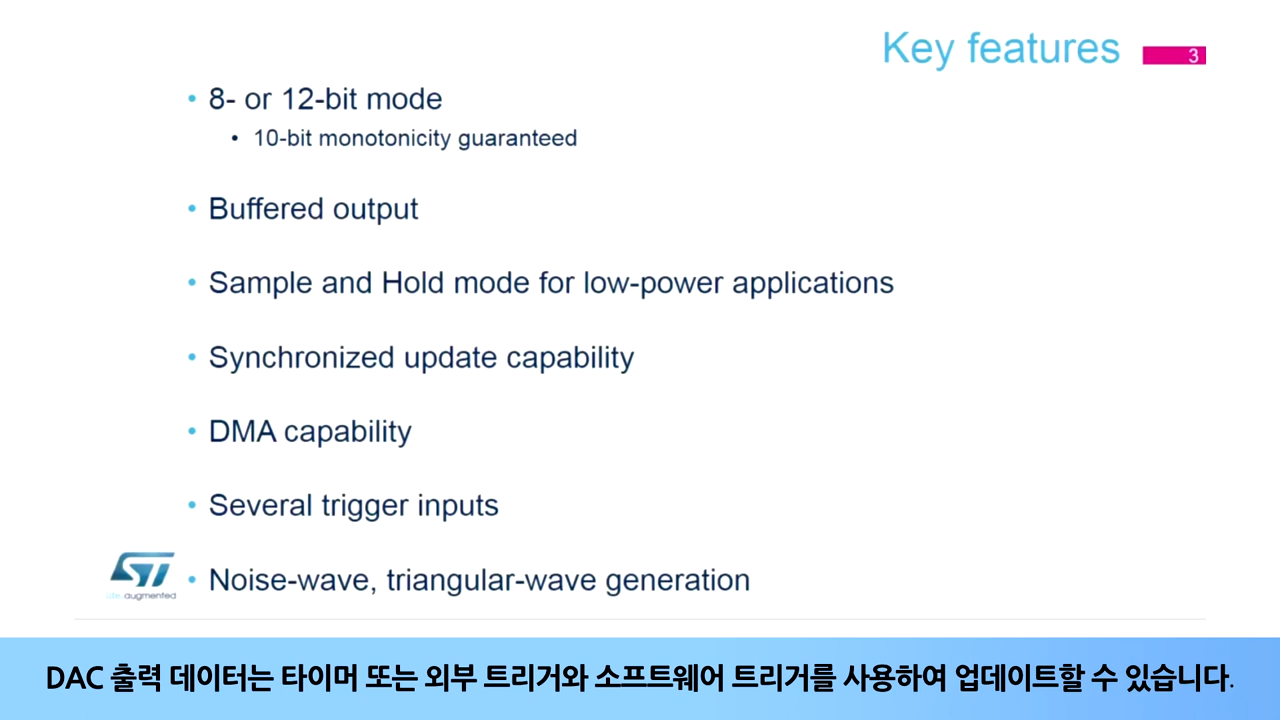 Key features
3
• 8- or 12-bit mode
• 10-bit monotonicity guaranteed
• Buffered output
• Sample and Hold mode for low-power applications
• Synchronized update capability
• DMA capability
• Several trigger inputs
• Noise-wave, triangular-wave generation
ST
life.augmented
DAC 출력 데이터는 타이머 또는 외부 트리거와 소프트웨어 트리거를 사용하여 업데이트할 수 있습니다.